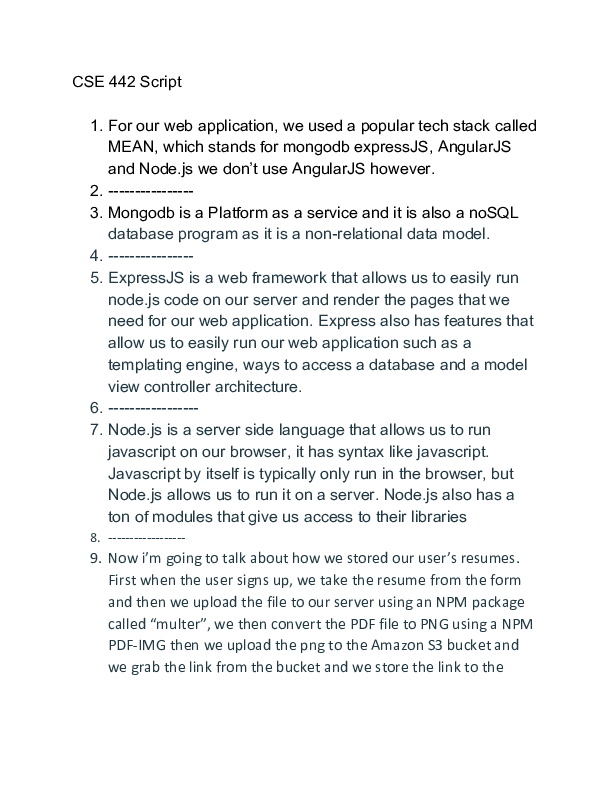 CSE 442 Script
1. For our web application, we used a popular tech stack called
MEAN, which stands for mongodb expressJS, AngularJS
and Node.js we don’t use AngularJS however.
2. ----------------
3. Mongodb is a Platform as a service and it is also a noSQL
database program as it is a non-relational data model.
4. ----------------
5. ExpressJS is a web framework that allows us to easily run
node.js code on our server and render the pages that we
need for our web application. Express also has features that
allow us to easily run our web application such as a
templating engine, ways to access a database and a model
view controller architecture.
6. -----------------
7. Node.js is a server side language that allows us to run
javascript on our browser, it has syntax like javascript.
Javascript by itself is typically only run in the browser, but
Node.js allows us to run it on a server. Node.js also has a
ton of modules that give us access to their libraries
8. ------------------
9. Now i’m going to talk about how we stored our user’s resumes.
First when the user signs up, we take the resume from the form
and then we upload the file to our server using an NPM package
called “multer”, we then convert the PDF file to PNG using a NPM
PDF-IMG then we upload the png to the Amazon S3 bucket and
we grab the link from the bucket and we store the link to the